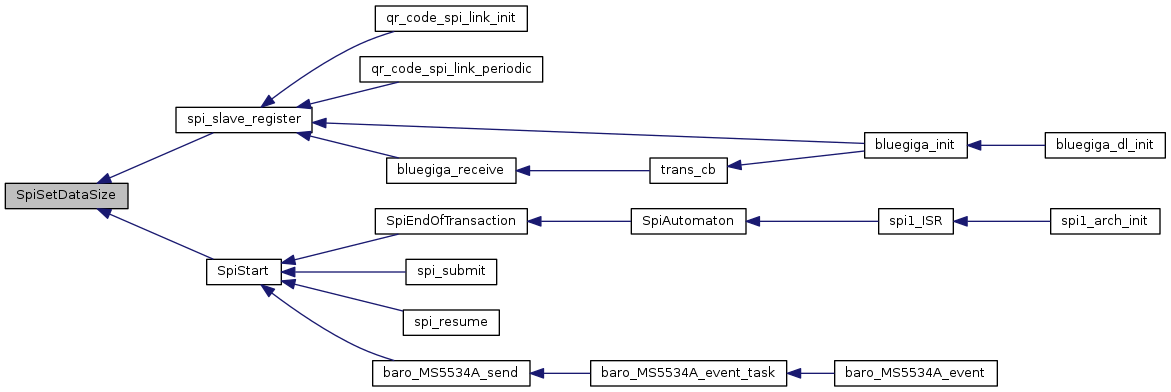 qr_code_spi_link_init
qr_code_spi_link_periodic
spi_slave_register
bluegiga_init
bluegiga_dl_init
bluegiga_receive
trans_cb
SpiSetDataSize
SpiEndOfTransaction
SpiAutomaton
spi1_ISR
spi1_arch_init
SpiStart
spi_submit
spi_resume
baro_MS5534A_send
baro_MS5534A_event_task
baro_MS5534A_event